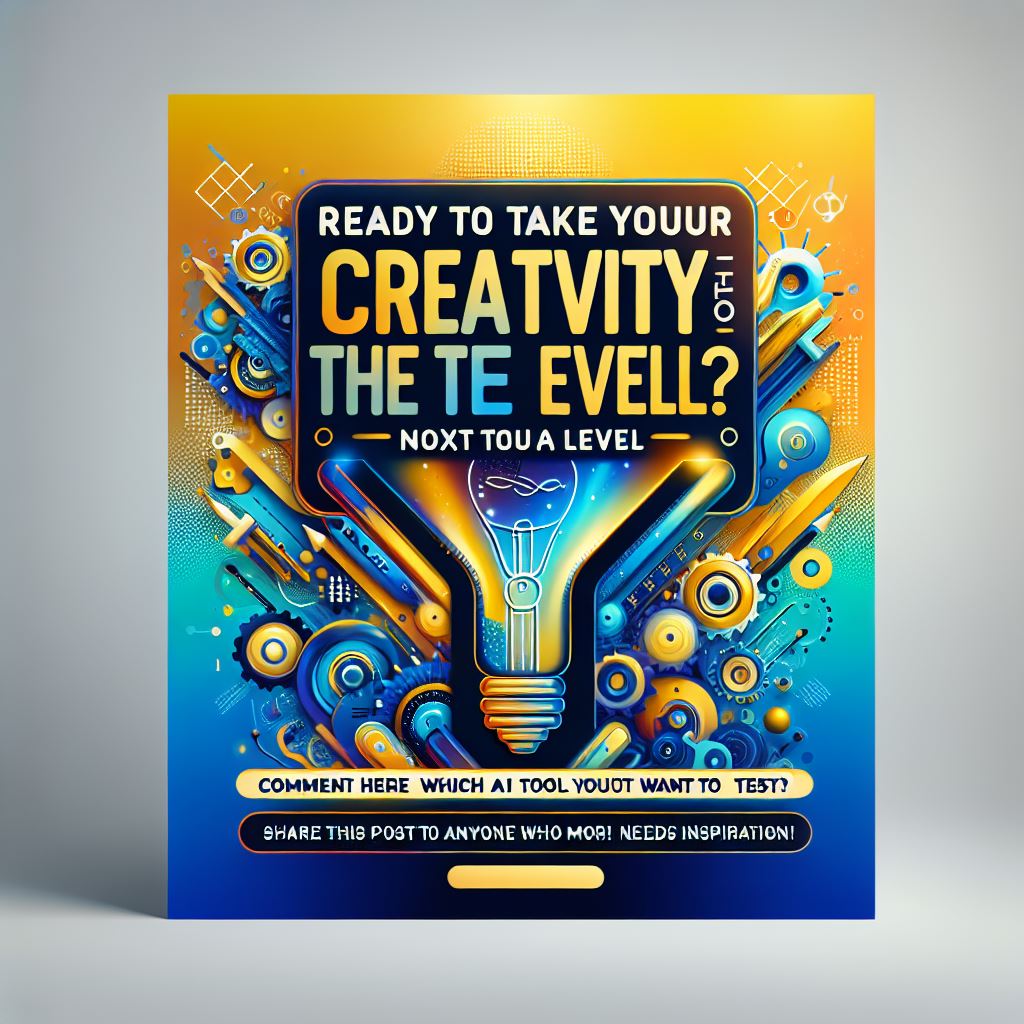 READY TO TAKE YOUUR
CREATVITY
THE TE EVELL?
NOXT TOU A LEVEL
COMMENT HERE WHICH AI TOOL YOUOT WANT TO TEST?
SHARE THIS POST TO ANYONE WHO MOR! NEEDS INSPIRATION!